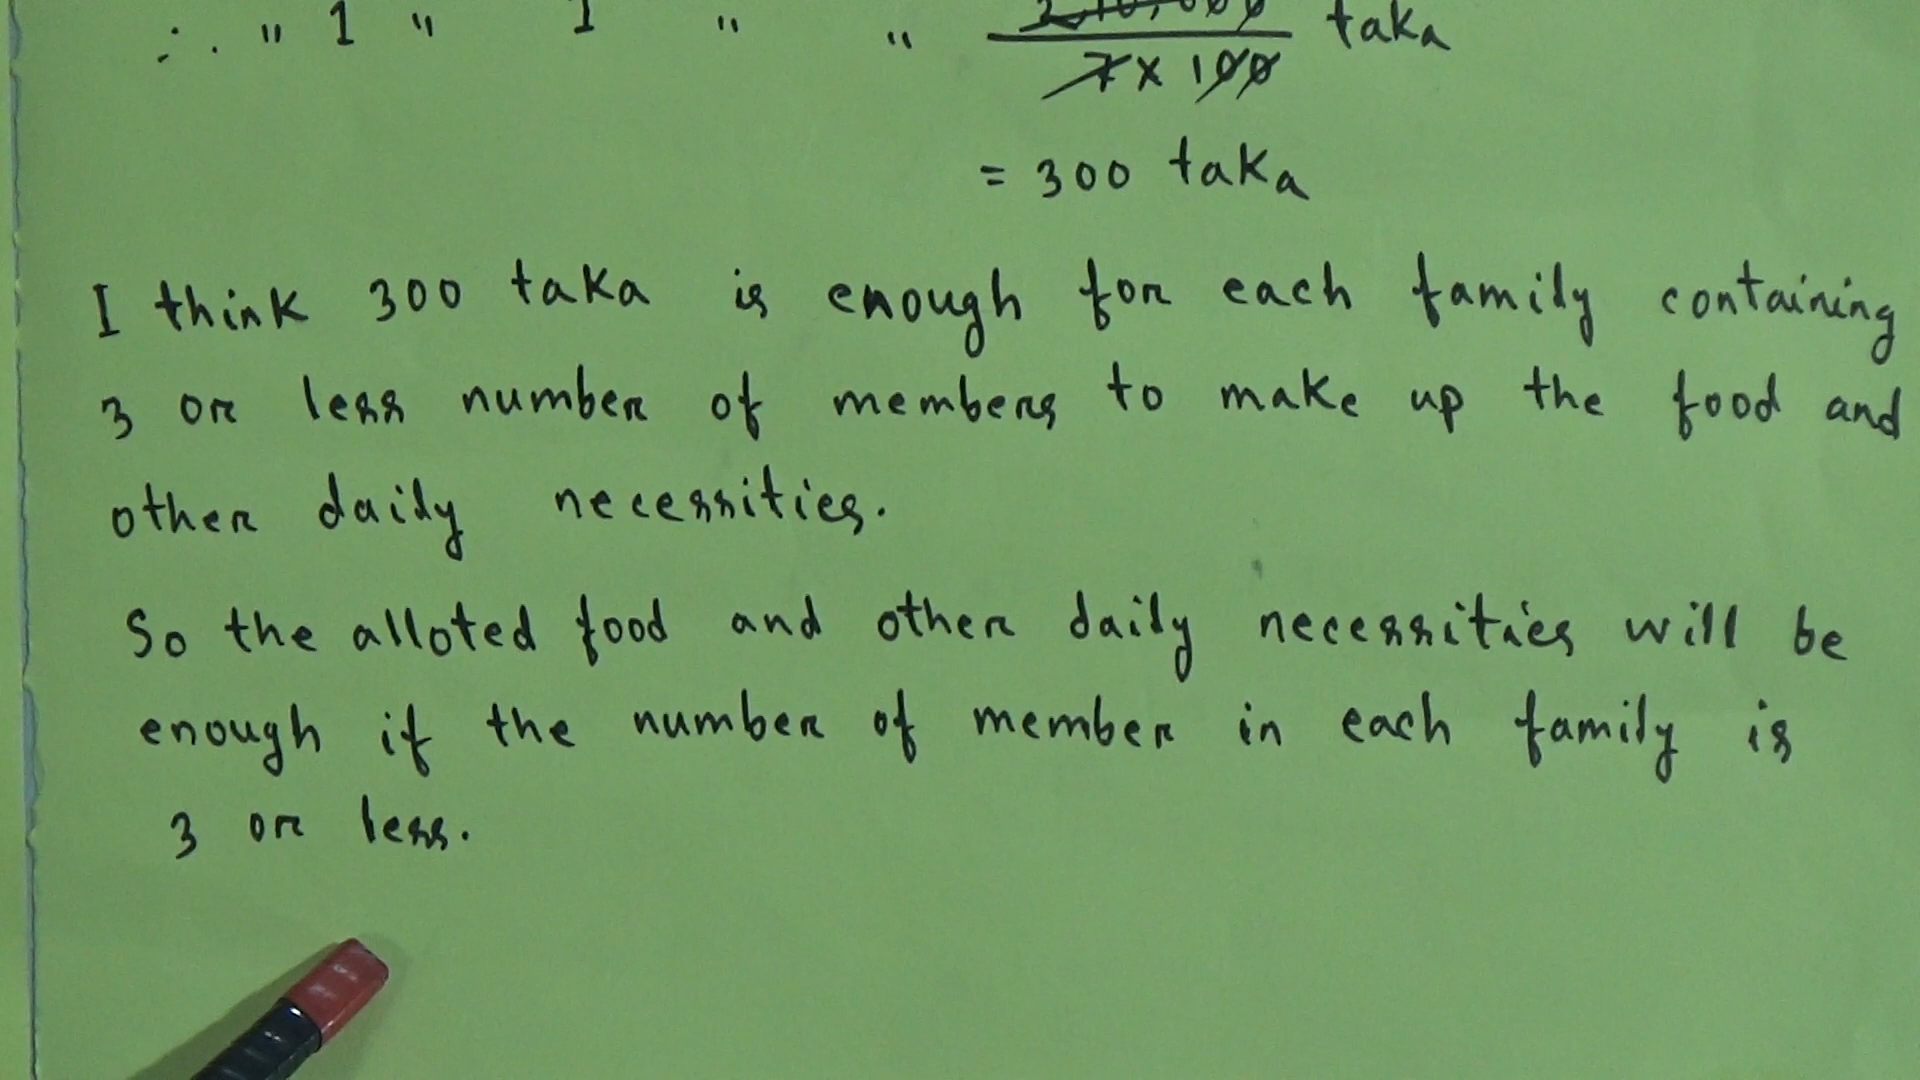 ∴ " 1 " 1 " " taka
7 x 100
= 300 taka
I think 300 taka is enough for each family containing
3 or less number of members to make up the food and
other daily necessities.
So the alloted food and other daily necessities will be
enough if the number of member in each family is
3 or less.